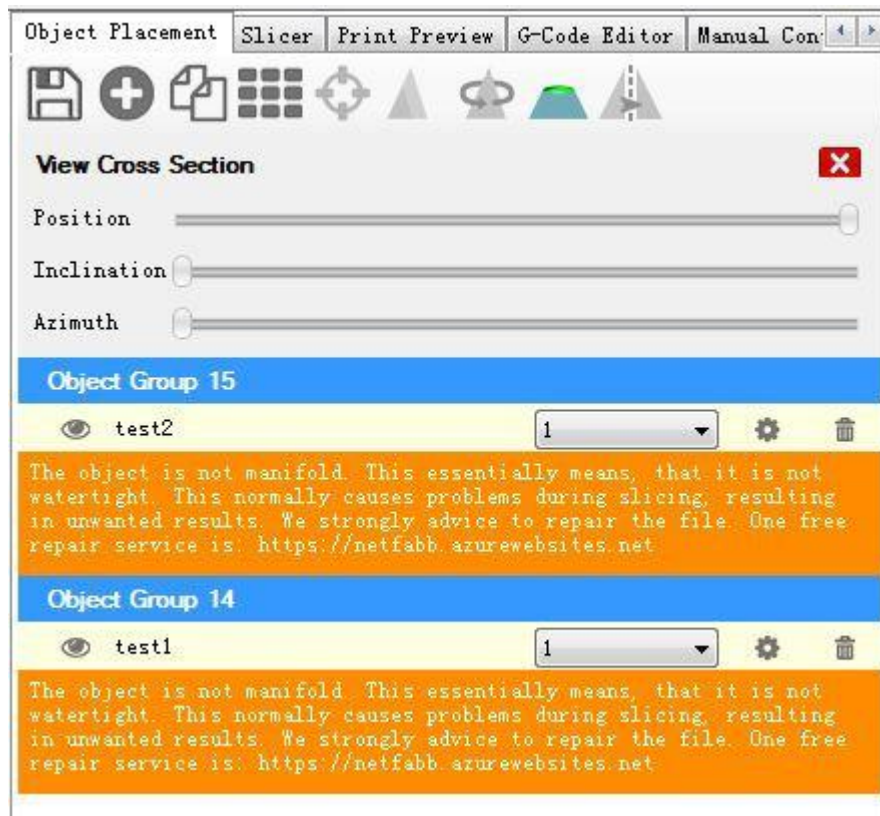 Object Placement Slicer Print Preview G-Code Editor Manual Con
View Cross Section
Position
Inclination
Azimuth
Object Group 15
test2 1
The object is not manifold. This essentially means, that it is not
watertight. This normally causes problems during slicing, resulting
in unwanted results. We strongly advice to repair the file. One free
repair service is: https://netfabb.azurewebsites.net
Object Group 14
test1 1
The object is not manifold. This essentially means, that it is not
watertight. This normally causes problems during slicing, resulting
in unwanted results. We strongly advice to repair the file. One free
repair service is: https://netfabb.azurewebsites.net